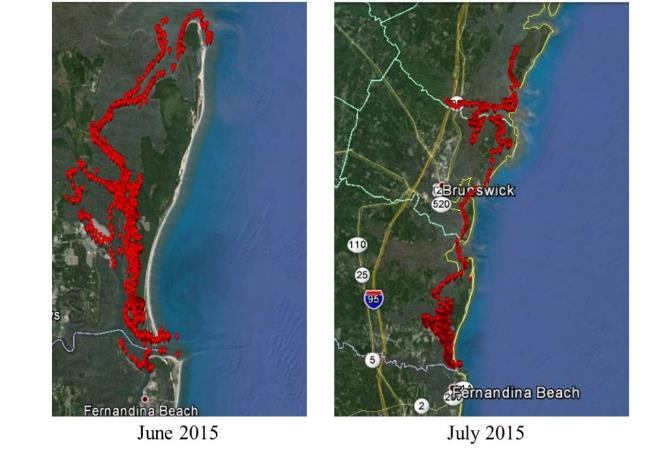 Fernandina Beach
June 2015
Brunswick
520
110
25
95
5
2
Fernandina Beach
July 2015